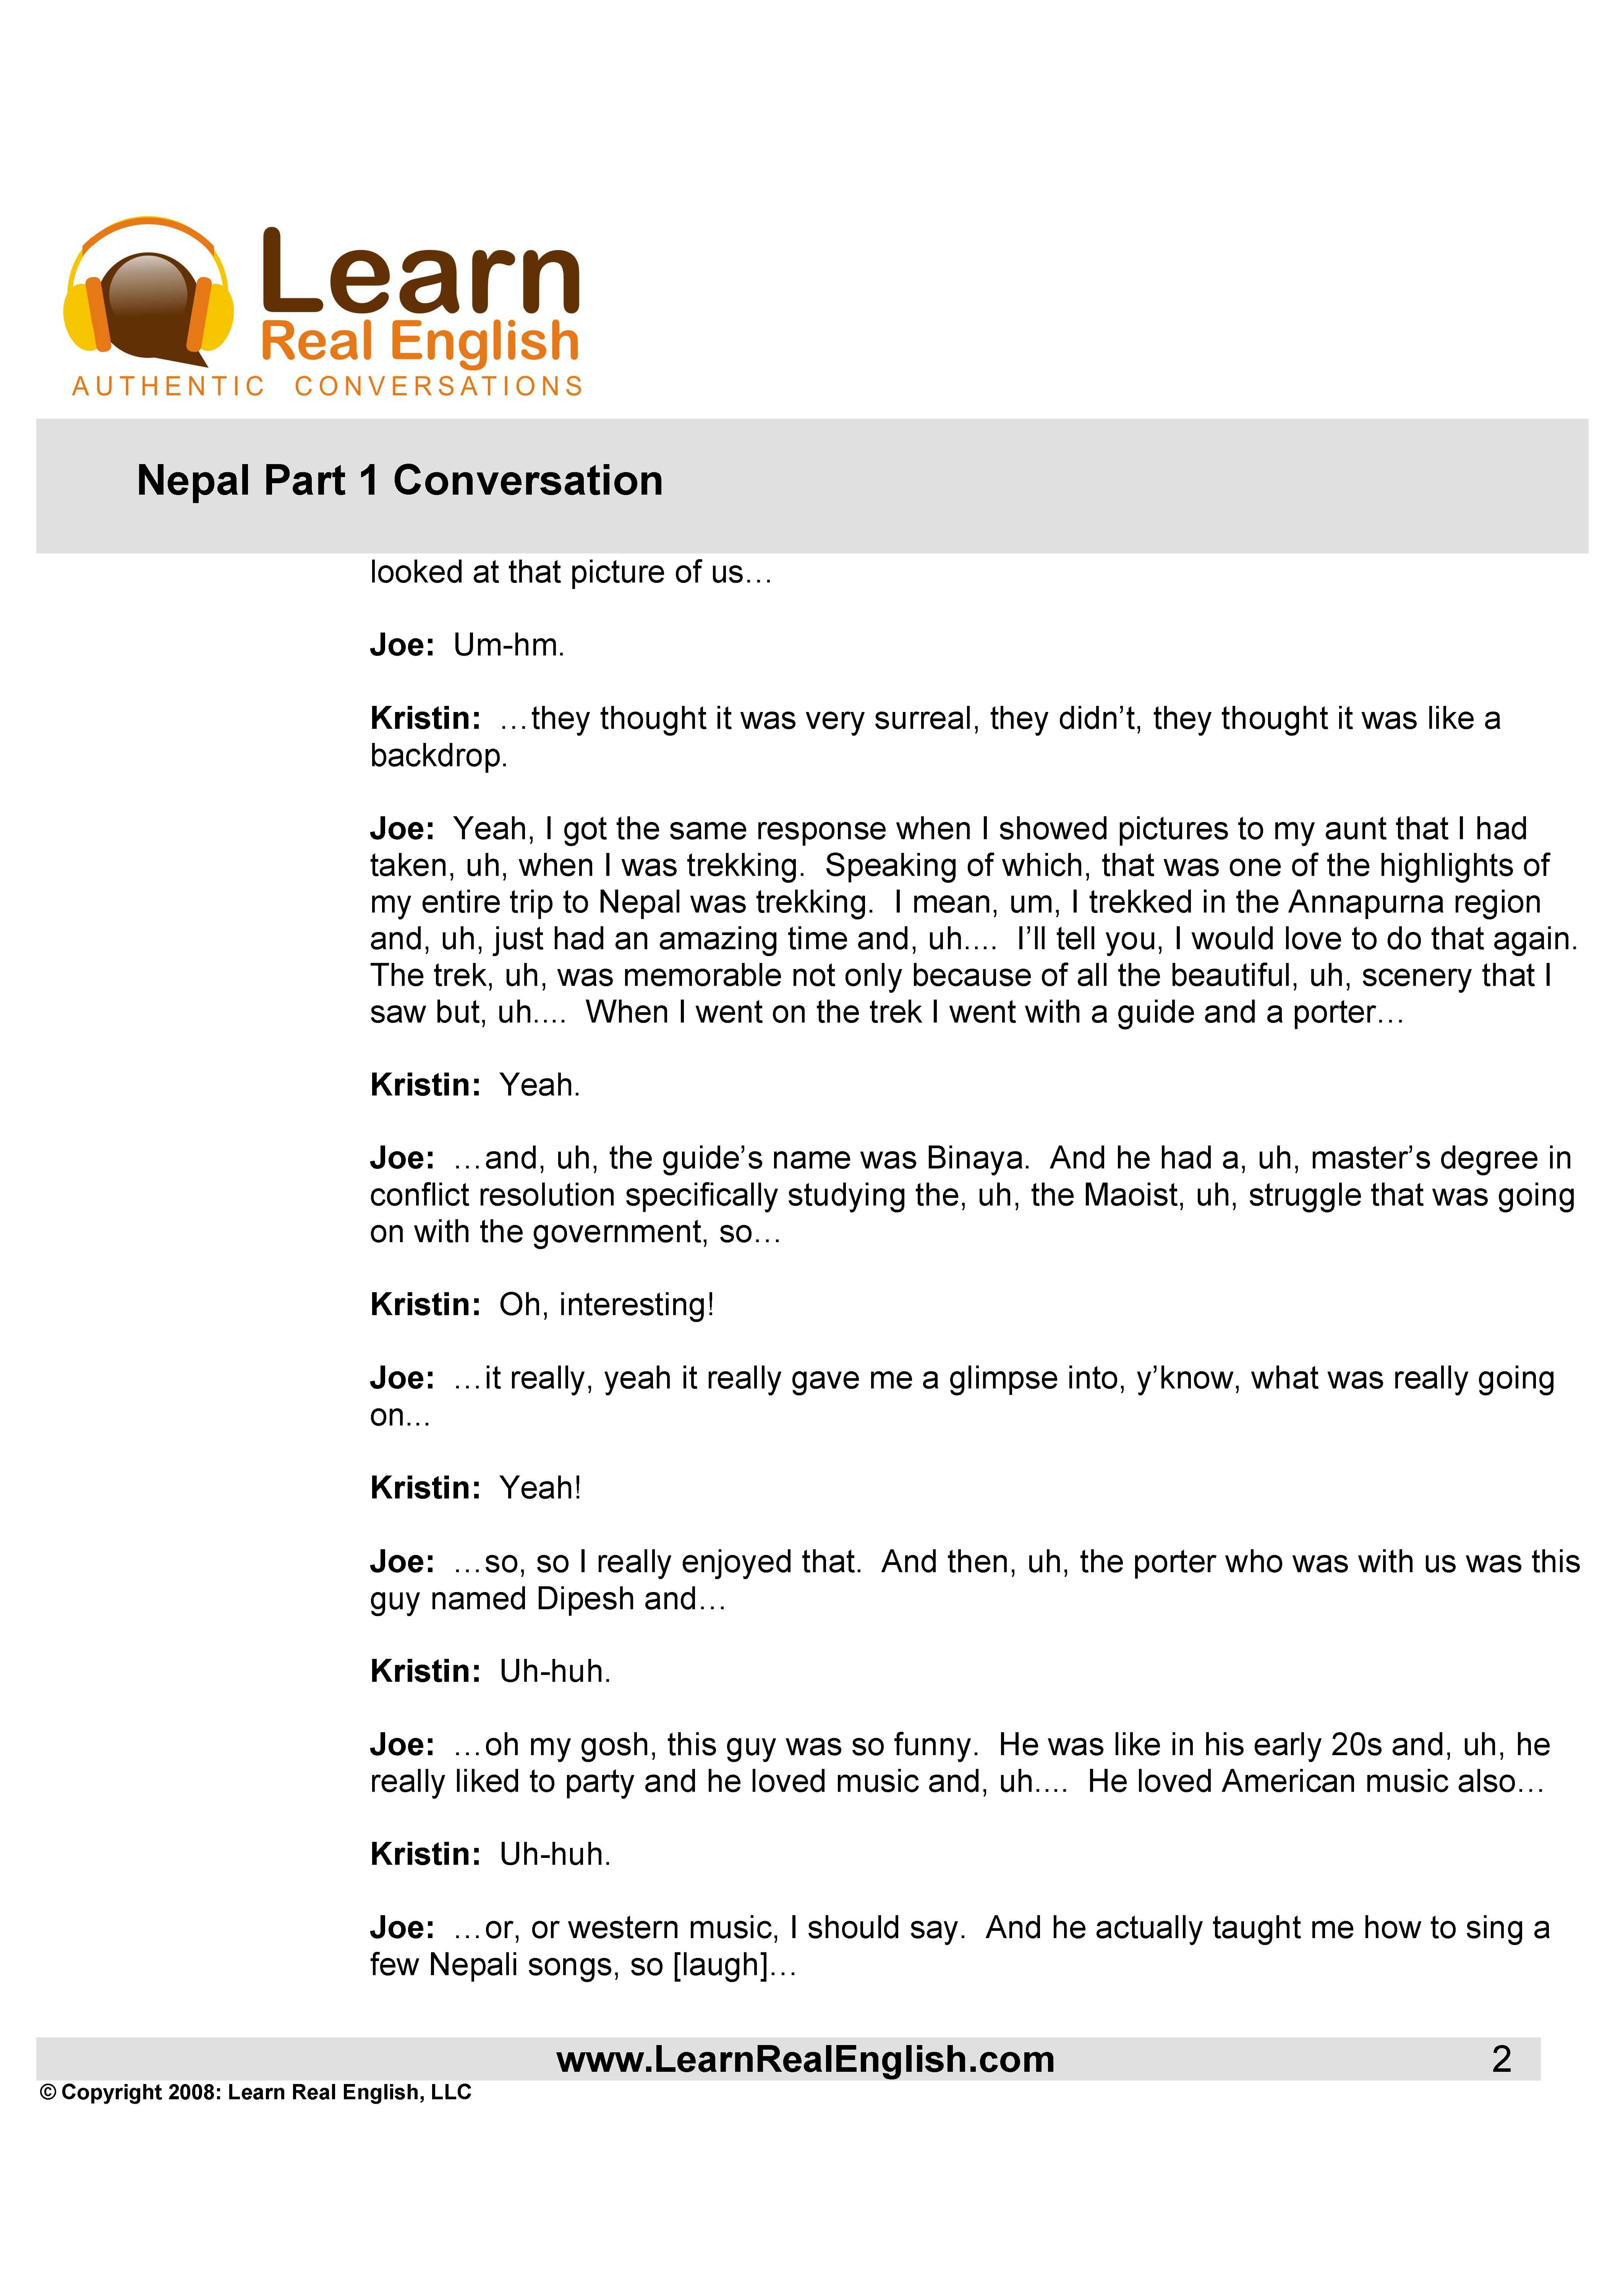 Learn
Real English
AUTHENTIC CONVERSATIONS
Nepal Part 1 Conversation
looked at that picture of us…
Joe:  Um-hm.
Kristin:  …they thought it was very surreal, they didn’t, they thought it was like a
backdrop.
Joe:  Yeah, I got the same response when I showed pictures to my aunt that I had
taken, uh, when I was trekking.  Speaking of which, that was one of the highlights of
my entire trip to Nepal was trekking.  I mean, um, I trekked in the Annapurna region
and, uh, just had an amazing time and, uh....  I’ll tell you, I would love to do that again.
The trek, uh, was memorable not only because of all the beautiful, uh, scenery that I
saw but, uh....  When I went on the trek I went with a guide and a porter…
Kristin:  Yeah.
Joe:  …and, uh, the guide’s name was Binaya.  And he had a, uh, master’s degree in
conflict resolution specifically studying the, uh, the Maoist, uh, struggle that was going
on with the government, so…
Kristin:  Oh, interesting!
Joe:  …it really, yeah it really gave me a glimpse into, y’know, what was really going
on...
Kristin:  Yeah!
Joe:  …so, so I really enjoyed that.  And then, uh, the porter who was with us was this
guy named Dipesh and…
Kristin:  Uh-huh.
Joe:  …oh my gosh, this guy was so funny.  He was like in his early 20s and, uh, he
really liked to party and he loved music and, uh....  He loved American music also…
Kristin:  Uh-huh.
Joe:  …or, or western music, I should say.  And he actually taught me how to sing a
few Nepali songs, so [laugh]…
www.LearnRealEnglish.com 2
© Copyright 2008: Learn Real English, LLC